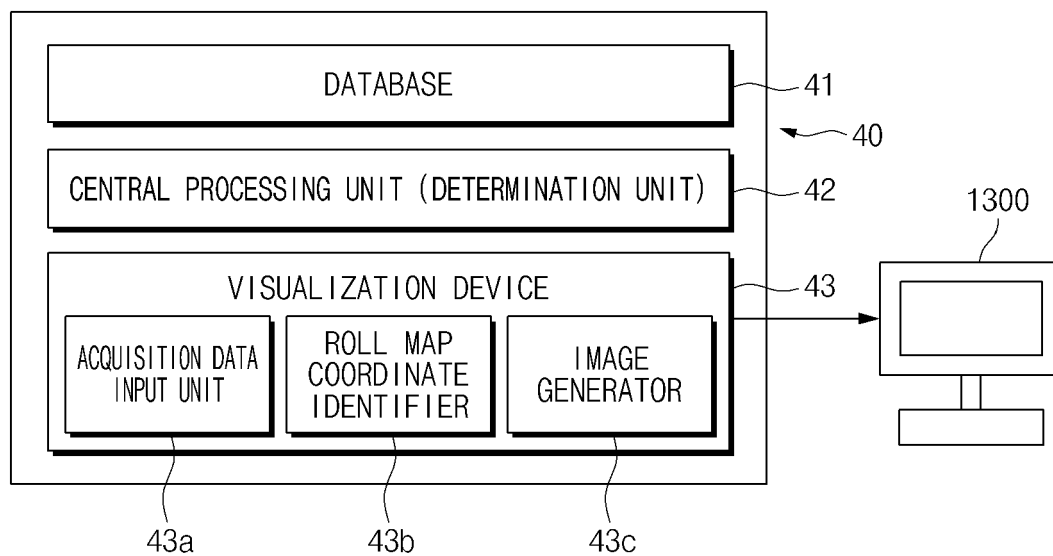 DATABASE
41
40
CENTRAL PROCESSING UNIT (DETERMINATION UNIT)
42
1300
VISUALIZATION DEVICE
43
ACQUISITION DATA
INPUT UNIT
ROLL MAP
COORDINATE
IDENTIFIER
IMAGE
GENERATOR
43a
43b
43c